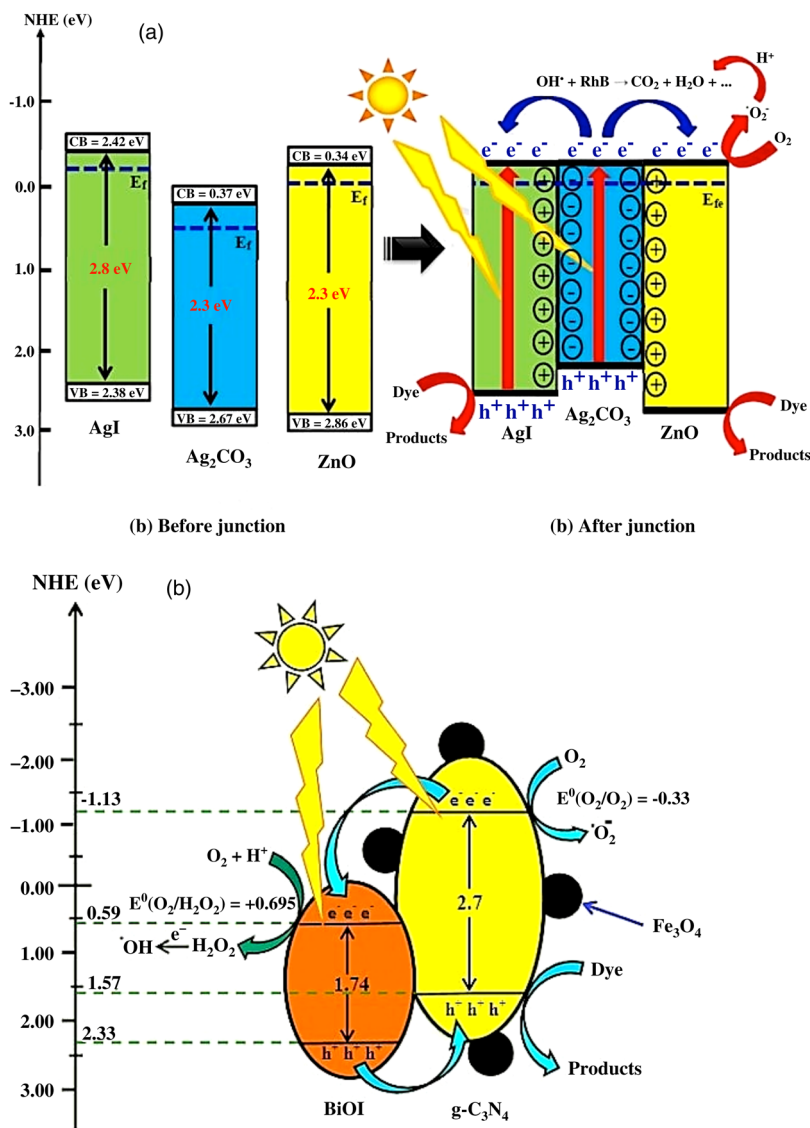 NHE (eV)
(a)
-1.0
0.0
1.0
2.0
3.0
CB = 2.42 eV
E_f
2.8 eV
VB = 2.38 eV
AgI
CB = 0.37 eV
E_f
2.3 eV
VB = 2.67 eV
Ag₂CO₃
CB = 0.34 eV
E_f
2.3 eV
VB = 2.86 eV
ZnO
OH• + RhB → CO₂ + H₂O + ...
H⁺
•O₂⁻
O₂
e⁻ e⁻ e⁻ e⁻ e⁻ e⁻ e⁻ e⁻ e⁻
E_fe
+ - - +
+ - - +
+ - - +
+ - - +
+ - - +
+ - - +
+
Dye
Products
h⁺ h⁺ h⁺
AgI
h⁺ h⁺ h⁺
Ag₂CO₃
ZnO
Dye
Products
(b) Before junction
(b) After junction
NHE (eV)
(b)
−3.00
−2.00
-1.13
−1.00
0.00
0.59
1.00
1.57
2.00
2.33
3.00
O₂ + H⁺
E⁰(O₂/H₂O₂) = +0.695
•OH ←e⁻— H₂O₂
e⁻ e⁻ e⁻
1.74
h⁺ h⁺ h⁺
BiOI
e⁻ e⁻ e⁻
2.7
h⁺ h⁺ h⁺
g-C₃N₄
O₂
E⁰(O₂/O₂) = -0.33
•O₂⁻
Fe₃O₄
Dye
Products